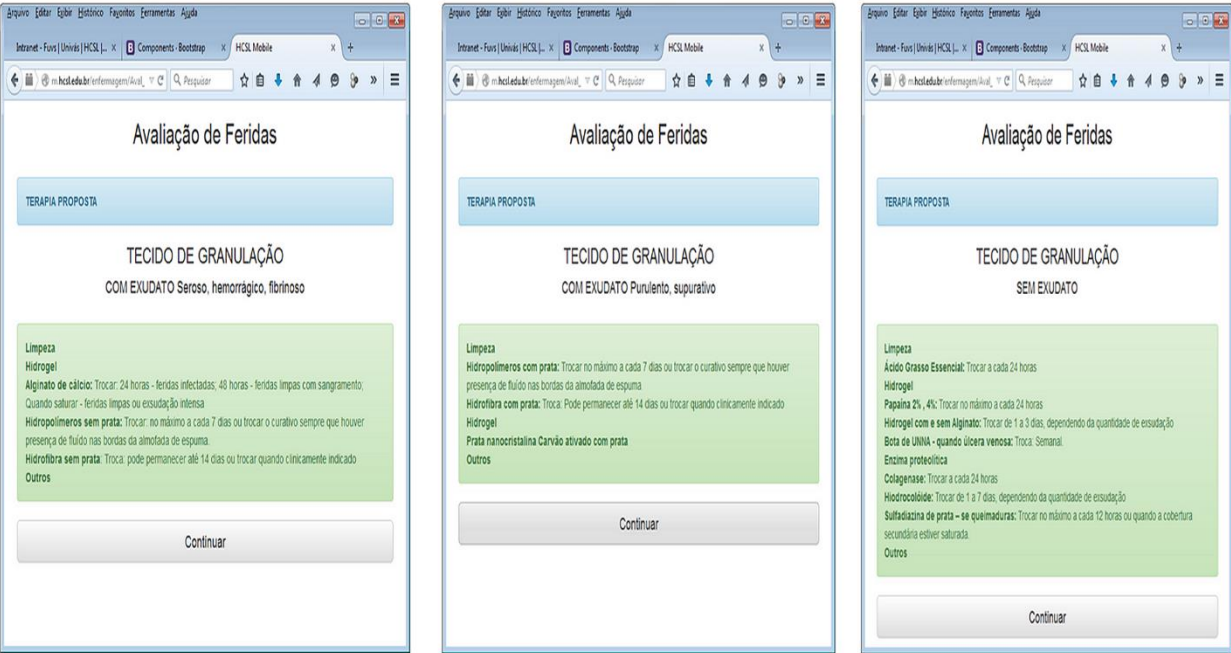 Arquivo Editar Exibir Histórico Favoritos Ferramentas Ajuda
Intranet - Fuvs | Univás | HCSL |...
Components · Bootstrap
HCSL Mobile
m.hcsl.edu.br/enfermagem/Aval_
Pesquisar
Avaliação de Feridas
TERAPIA PROPOSTA
TECIDO DE GRANULAÇÃO
COM EXUDATO Seroso, hemorrágico, fibrinoso
Limpeza
Hidrogel
Alginato de cálcio: Trocar: 24 horas - feridas infectadas; 48 horas - feridas limpas com sangramento;
Quando saturar - feridas limpas ou exsudação intensa
Hidropolímeros sem prata: Trocar: no máximo a cada 7 dias ou trocar o curativo sempre que houver
presença de fluído nas bordas da almofada de espuma.
Hidrofibra sem prata: Troca: pode permanecer até 14 dias ou trocar quando clinicamente indicado
Outros
Continuar
Arquivo Editar Exibir Histórico Favoritos Ferramentas Ajuda
Intranet - Fuvs | Univás | HCSL |...
Components · Bootstrap
HCSL Mobile
m.hcsl.edu.br/enfermagem/Aval_
Pesquisar
Avaliação de Feridas
TERAPIA PROPOSTA
TECIDO DE GRANULAÇÃO
COM EXUDATO Purulento, supurativo
Limpeza
Hidropolímeros com prata: Trocar no máximo a cada 7 dias ou trocar o curativo sempre que houver
presença de fluído nas bordas da almofada de espuma
Hidrofibra com prata: Troca: Pode permanecer até 14 dias ou trocar quando clinicamente indicado
Hidrogel
Prata nanocristalina Carvão ativado com prata
Outros
Continuar
Arquivo Editar Exibir Histórico Favoritos Ferramentas Ajuda
Intranet - Fuvs | Univás | HCSL |...
Components · Bootstrap
HCSL Mobile
m.hcsl.edu.br/enfermagem/Aval_
Pesquisar
Avaliação de Feridas
TERAPIA PROPOSTA
TECIDO DE GRANULAÇÃO
SEM EXUDATO
Limpeza
Ácido Grasso Essencial: Trocar a cada 24 horas
Hidrogel
Papaína 2% , 4%: Trocar no máximo a cada 24 horas
Hidrogel com e sem Alginato: Trocar de 1 a 3 dias, dependendo da quantidade de exsudação
Bota de UNNA - quando úlcera venosa: Troca: Semanal.
Enzima proteolítica
Colagenase: Trocar a cada 24 horas
Hiodrocolóide: Trocar de 1 a 7 dias, dependendo da quantidade de exsudação
Sulfadiazina de prata – se queimaduras: Trocar no máximo a cada 12 horas ou quando a cobertura
secundária estiver saturada.
Outros
Continuar